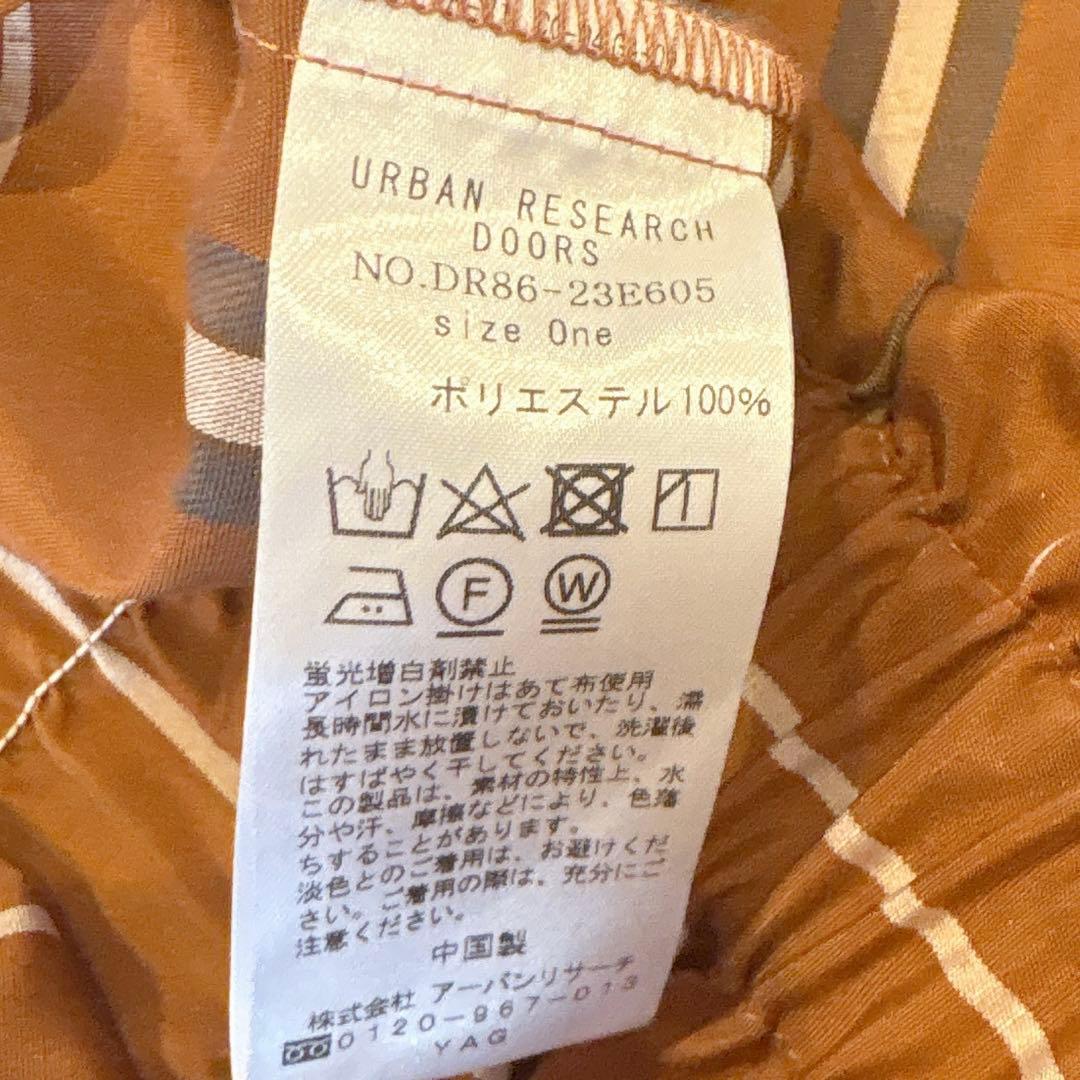 URBAN RESEARCH
DOORS
NO.DR86-23E605
size One
ポリエステル100%
F
W
蛍光増白剤禁止
アイロン掛けはあて布使用
長時間水に漬けておいたり、濡
れたまま放置しないで、洗濯後
はすばやく干してください。
この製品は、素材の特性上、水
分や汗、摩擦などにより、色落
ちすることがあります。
淡色とのご着用は、お避けくだ
さい。ご着用の際は、充分にご
注意ください。
中国製
株式会社 アーバンリサーチ
0120-967-013
YAG